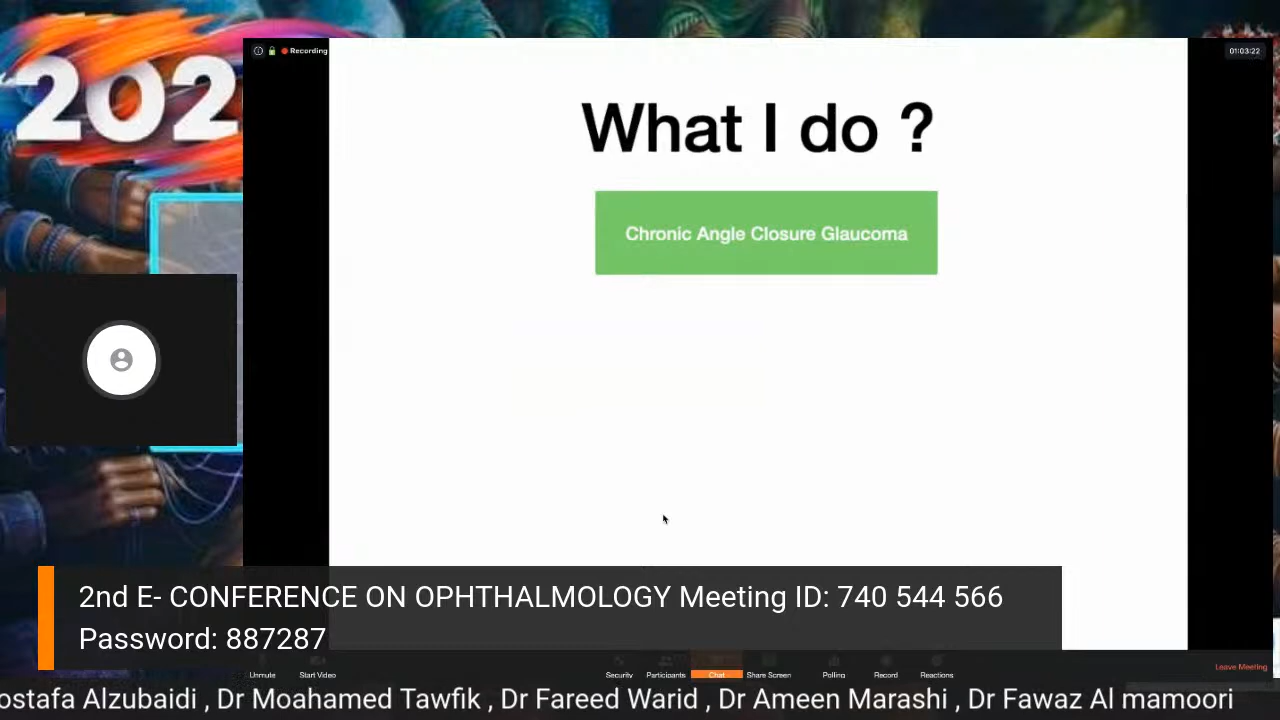 202
Recording
01:03:22
What I do ?
Chronic Angle Closure Glaucoma
2nd E- CONFERENCE ON OPHTHALMOLOGY Meeting ID: 740 544 566
Password: 887287
Unmute Start Video Security Participants Chat Share Screen Polling Record Reactions Leave Meeting
ostafa Alzubaidi , Dr Moahamed Tawfik , Dr Fareed Warid , Dr Ameen Marashi , Dr Fawaz Al mamoori